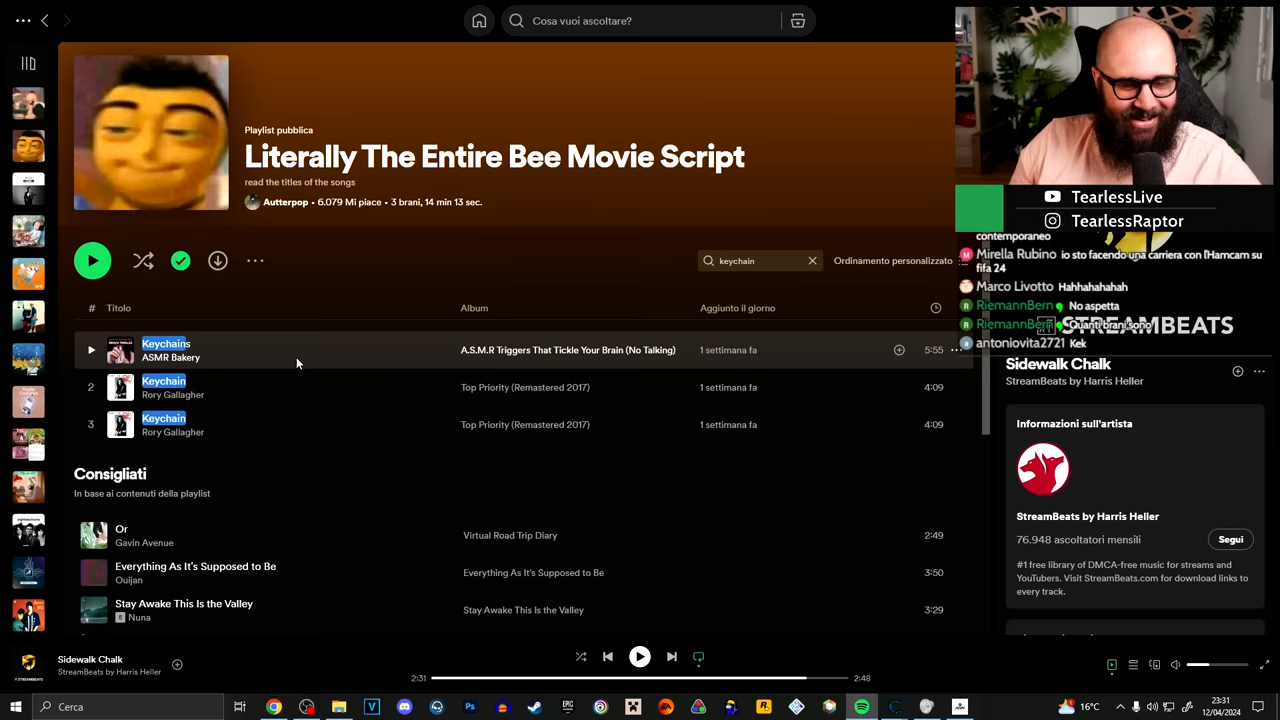 Cosa vuoi ascoltare?
Playlist pubblica
Literally The Entire Bee Movie Script
read the titles of the songs
Autterpop • 6.079 Mi piace • 3 brani, 14 min 13 sec.
keychain
Ordinamento personalizzato
# Titolo Album Aggiunto il giorno
Keychains
ASMR Bakery
A.S.M.R Triggers That Tickle Your Brain (No Talking)
1 settimana fa
5:55
2
Keychain
Rory Gallagher
Top Priority (Remastered 2017)
1 settimana fa
4:09
3
Keychain
Rory Gallagher
Top Priority (Remastered 2017)
1 settimana fa
4:09
Consigliati
In base ai contenuti della playlist
Or
Gavin Avenue
Virtual Road Trip Diary
2:49
Everything As It's Supposed to Be
Ouijan
Everything As It's Supposed to Be
3:50
Stay Awake This Is the Valley
E Nuna
Stay Awake This Is the Valley
3:29
TearlessLive
TearlessRaptor
contemporaneo
Mirella Rubino io sto facendo una carriera con l'Hamcam su
fifa 24
Marco Livotto Hahhahahahah
RiemannBern No aspetta
RiemannBern Quanti brani sono
antoniovita2721 Kek
STREAMBEATS
Sidewalk Chalk
StreamBeats by Harris Heller
Informazioni sull'artista
StreamBeats by Harris Heller
76.948 ascoltatori mensili
Segui
#1 free library of DMCA-free music for streams and
YouTubers. Visit StreamBeats.com for download links to
every track.
Sidewalk Chalk
StreamBeats by Harris Heller
2:31
2:48
Cerca
16°C
23:31
12/04/2024